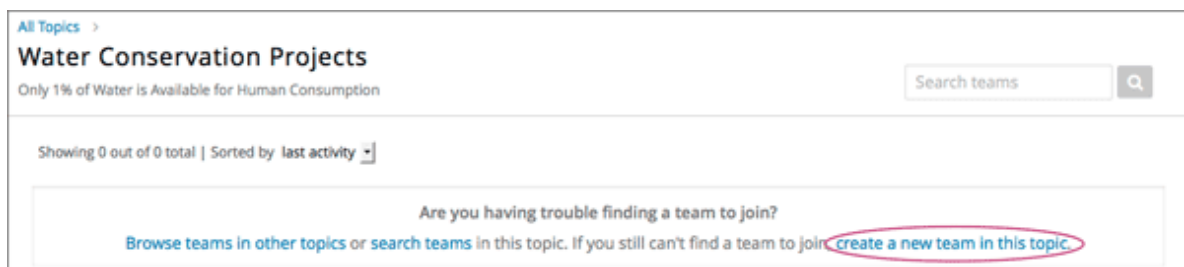 All Topics >
Water Conservation Projects
Only 1% of Water is Available for Human Consumption
Search teams
Showing 0 out of 0 total | Sorted by last activity
Are you having trouble finding a team to join?
Browse teams in other topics or search teams in this topic. If you still can't find a team to join, create a new team in this topic.